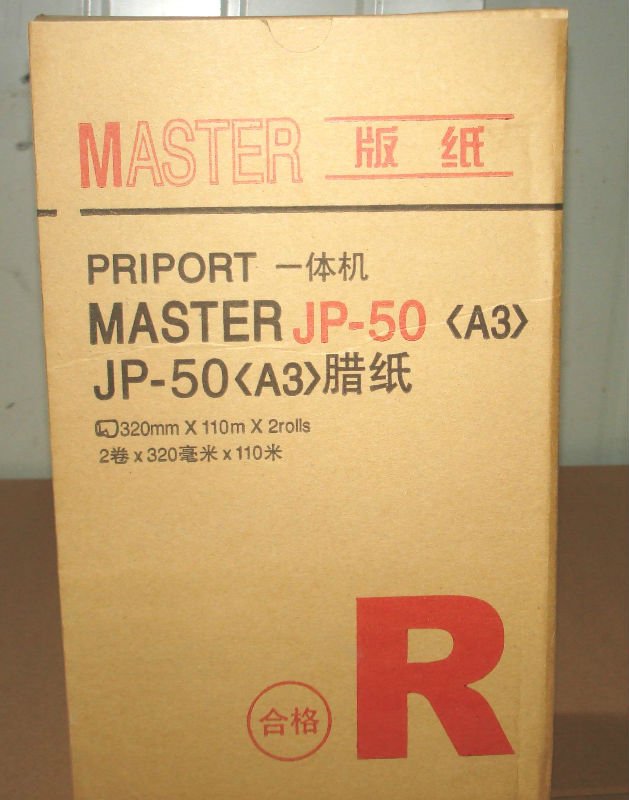 MASTER 版纸
PRIPORT 一体机
MASTER JP-50 〈A3〉
JP-50〈A3〉腊纸
320mm X 110m X 2rolls
2卷 x 320毫米 x 110米
R
合格